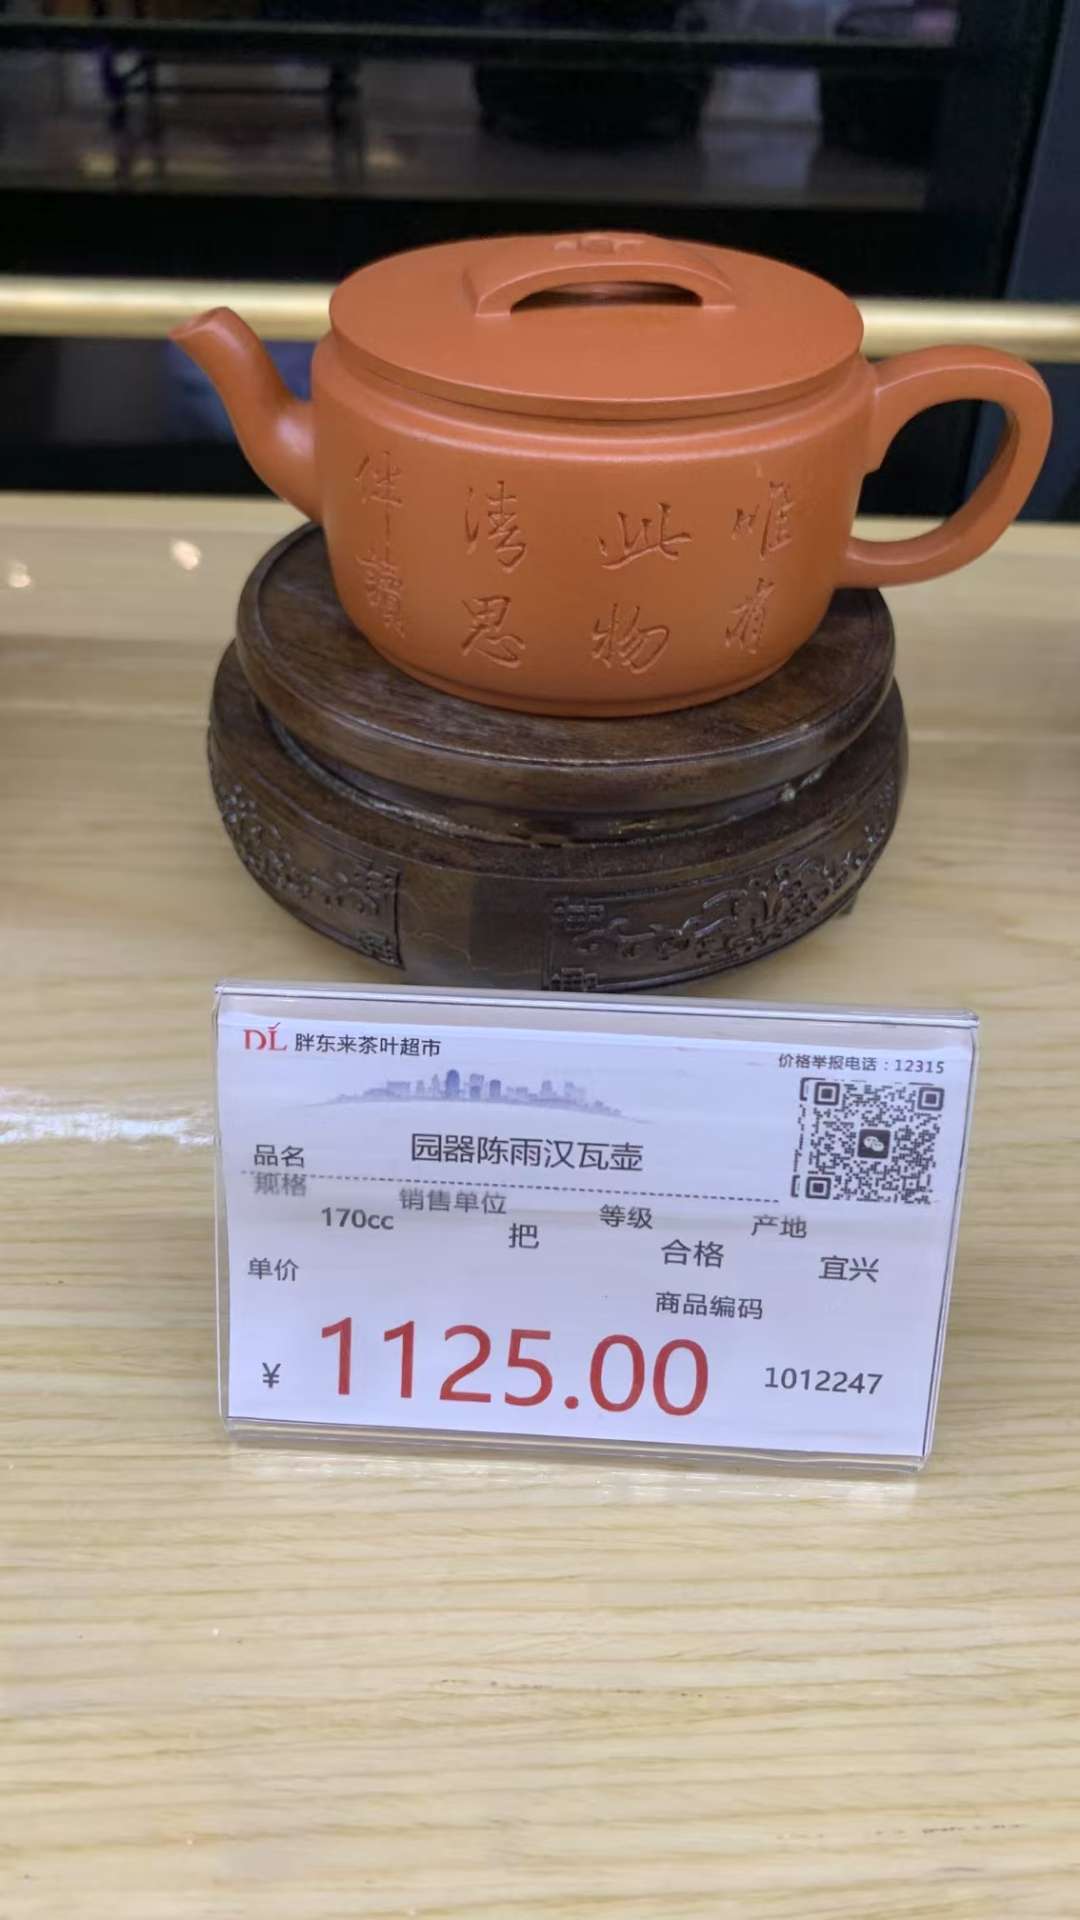 唯有
此物
清思
伴
DL 胖东来茶叶超市
价格举报电话：12315
品名 园器陈雨汉瓦壶
规格 销售单位 等级 产地
170cc 把 合格 宜兴
单价 商品编码
¥ 1125.00 1012247